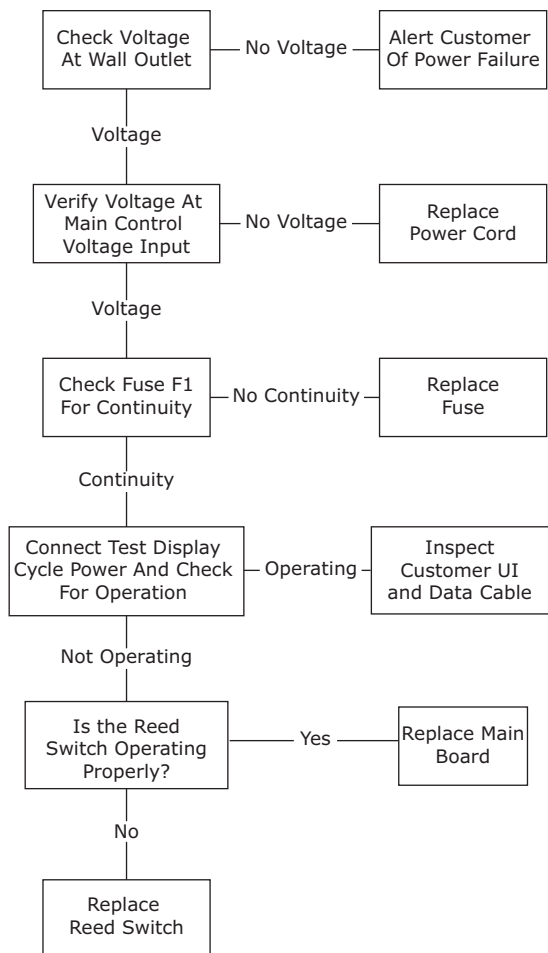 Check Voltage
At Wall Outlet
No Voltage
Alert Customer
Of Power Failure
Voltage
Verify Voltage At
Main Control
Voltage Input
No Voltage
Replace
Power Cord
Voltage
Check Fuse F1
For Continuity
No Continuity
Replace
Fuse
Continuity
Connect Test Display
Cycle Power And Check
For Operation
Operating
Inspect
Customer UI
and Data Cable
Not Operating
Is the Reed
Switch Operating
Properly?
Yes
Replace Main
Board
No
Replace
Reed Switch